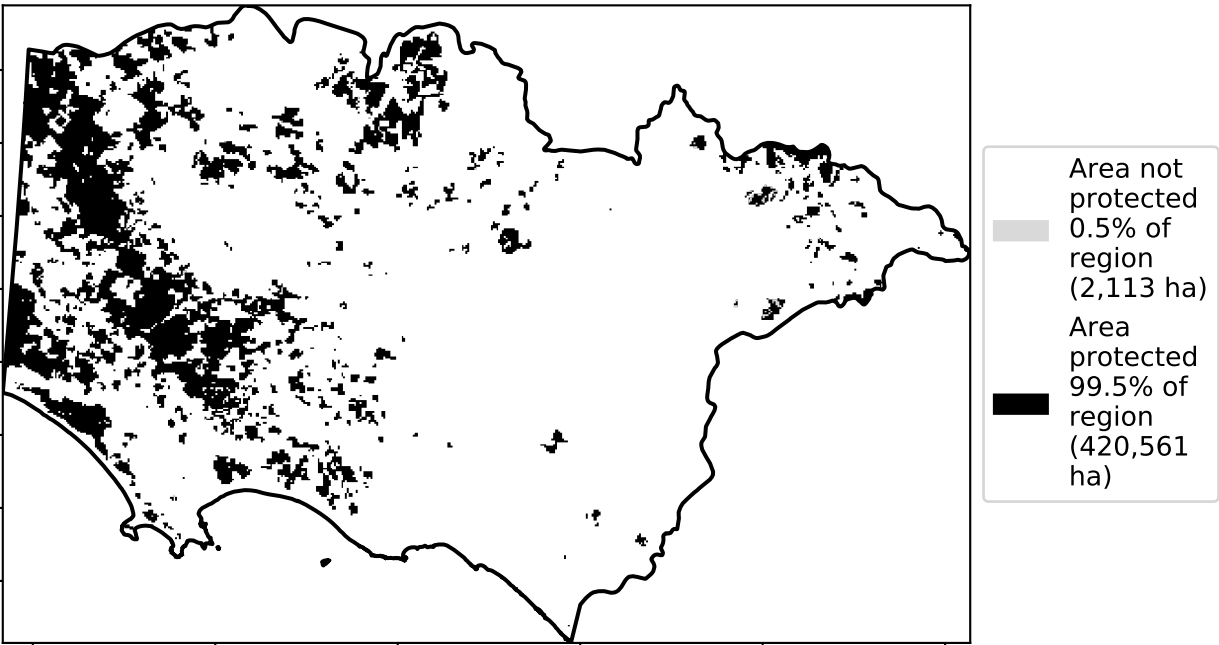 Area not
protected
0.5% of
region
(2,113 ha)
Area
protected
99.5% of
region
(420,561
ha)